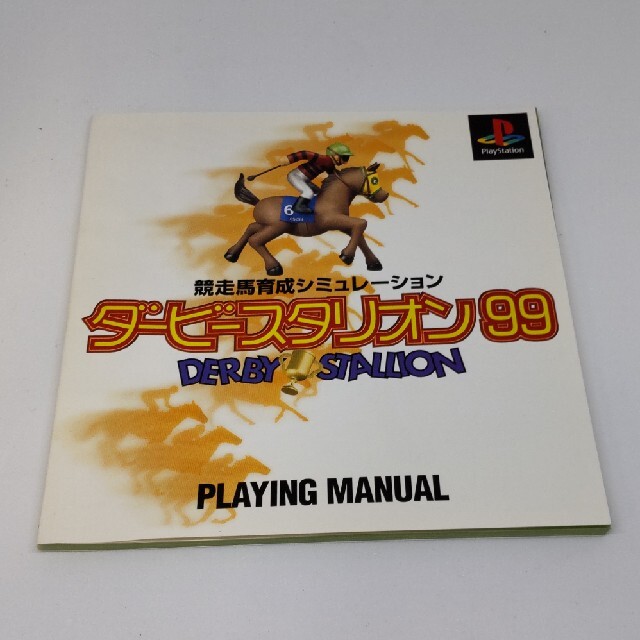 PlayStation
6
競走馬育成シミュレーション
ダービースタリオン99
DERBY STALLION
PLAYING MANUAL